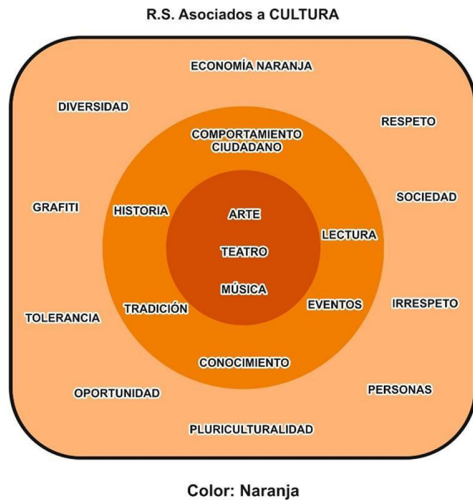 R.S. Asociados a CULTURA
ECONOMÍA NARANJA
DIVERSIDAD
RESPETO
COMPORTAMIENTO
CIUDADANO
SOCIEDAD
GRAFITI
HISTORIA
ARTE
LECTURA
TEATRO
MÚSICA
TRADICIÓN
EVENTOS
IRRESPETO
TOLERANCIA
CONOCIMIENTO
OPORTUNIDAD
PERSONAS
PLURICULTURALIDAD
Color: Naranja